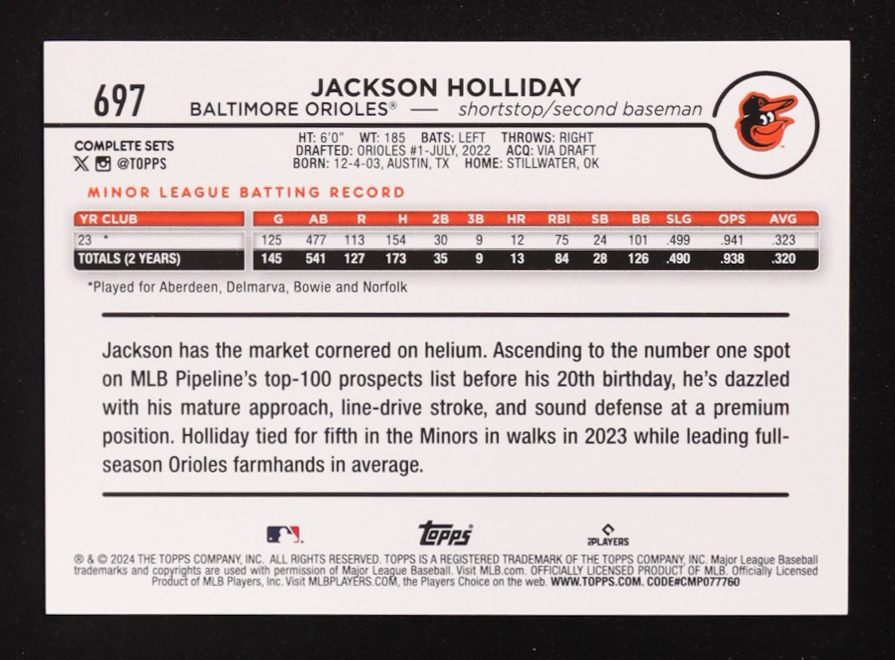 697
JACKSON HOLLIDAY
BALTIMORE ORIOLES® — shortstop/second baseman
COMPLETE SETS
@TOPPS
HT: 6'0" WT: 185 BATS: LEFT THROWS: RIGHT
DRAFTED: ORIOLES #1-JULY, 2022 ACQ: VIA DRAFT
BORN: 12-4-03, AUSTIN, TX HOME: STILLWATER, OK
MINOR LEAGUE BATTING RECORD
YR CLUB G AB R H 2B 3B HR RBI SB BB SLG OPS AVG
23 * 125 477 113 154 30 9 12 75 24 101 .499 .941 .323
TOTALS (2 YEARS) 145 541 127 173 35 9 13 84 28 126 .490 .938 .320
*Played for Aberdeen, Delmarva, Bowie and Norfolk
Jackson has the market cornered on helium. Ascending to the number one spot
on MLB Pipeline's top-100 prospects list before his 20th birthday, he's dazzled
with his mature approach, line-drive stroke, and sound defense at a premium
position. Holliday tied for fifth in the Minors in walks in 2023 while leading full-
season Orioles farmhands in average.
Topps®
PLAYERS
® & © 2024 THE TOPPS COMPANY, INC. ALL RIGHTS RESERVED. TOPPS IS A REGISTERED TRADEMARK OF THE TOPPS COMPANY, INC. Major League Baseball
trademarks and copyrights are used with permission of Major League Baseball. Visit MLB.com. OFFICIALLY LICENSED PRODUCT OF MLB. Officially Licensed
Product of MLB Players, Inc. Visit MLBPLAYERS.COM, the Players Choice on the web. WWW.TOPPS.COM. CODE#CMP077760